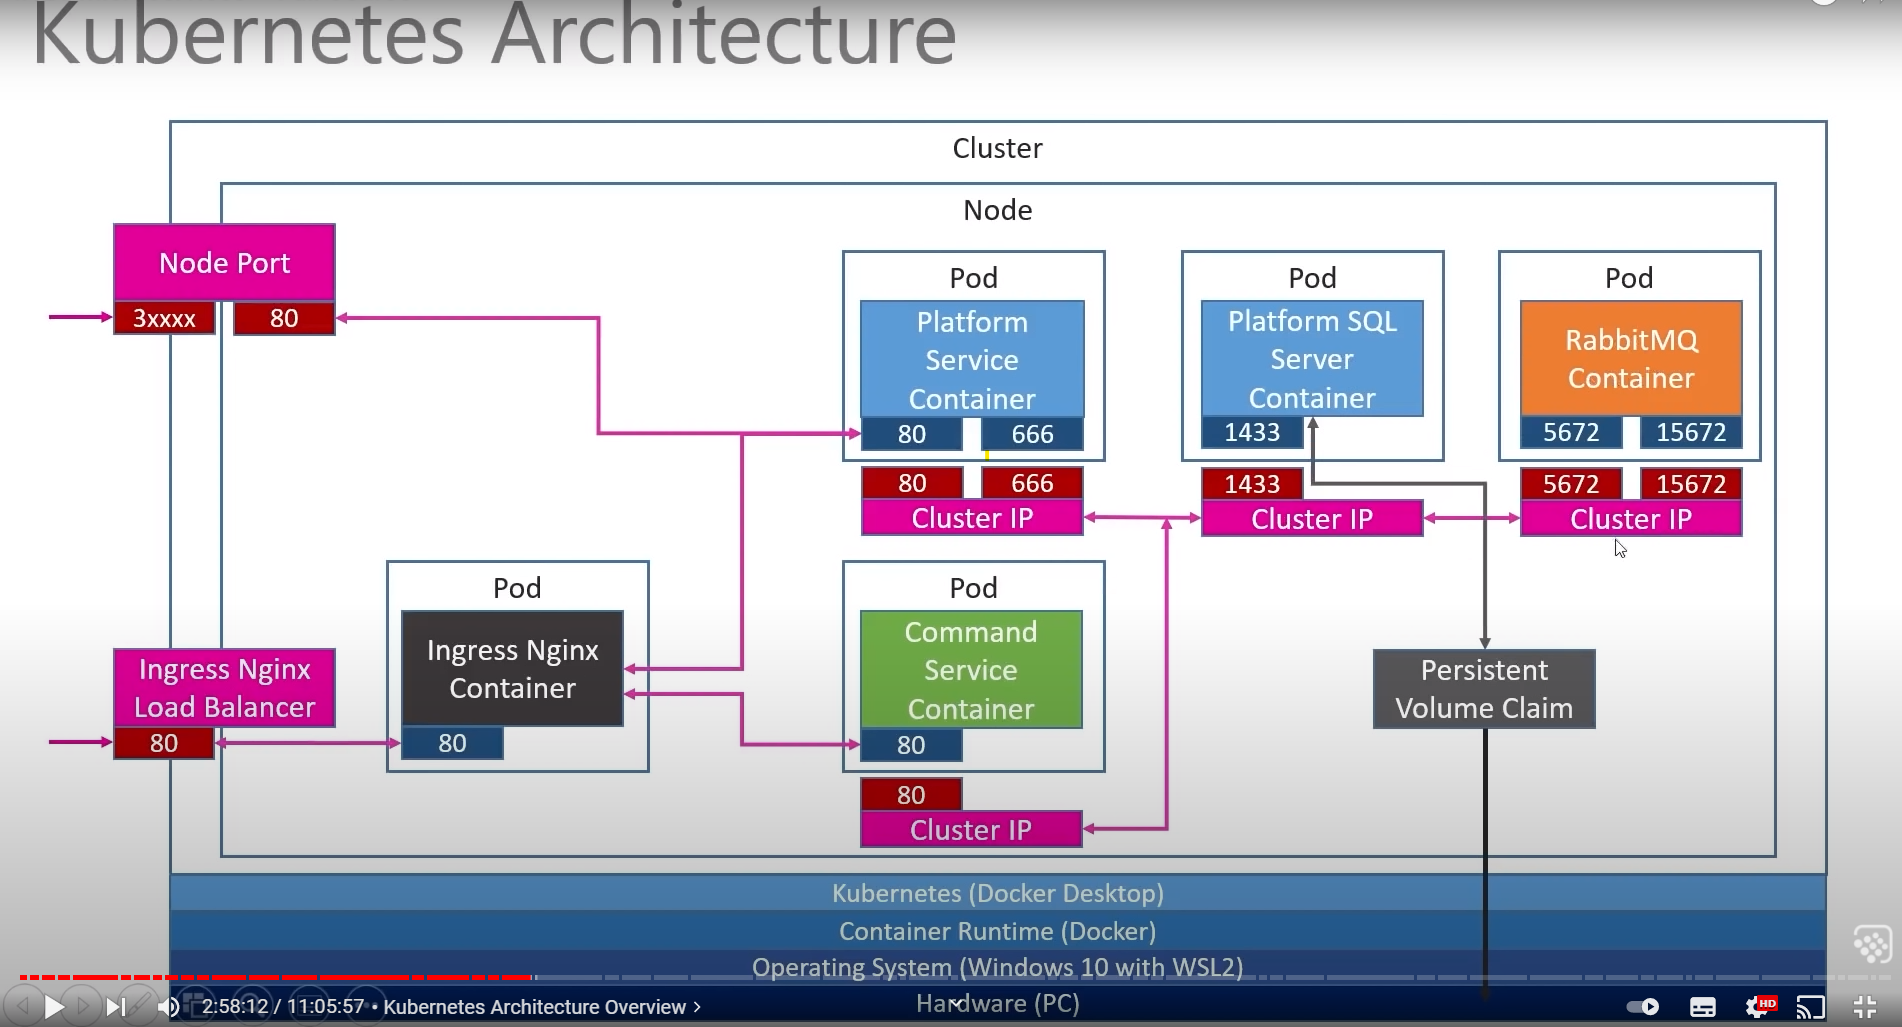 Kubernetes Architecture
Cluster
Node
Node Port
3xxxx
80
Pod
Platform
Service
Container
80
666
80
666
Cluster IP
Pod
Platform SQL
Server
Container
1433
1433
Cluster IP
Pod
RabbitMQ
Container
5672
15672
5672
15672
Cluster IP
Ingress Nginx
Load Balancer
80
Pod
Ingress Nginx
Container
80
Pod
Command
Service
Container
80
80
Cluster IP
Persistent
Volume Claim
Kubernetes (Docker Desktop)
Container Runtime (Docker)
Operating System (Windows 10 with WSL2)
Hardware (PC)
2:58:12 / 11:05:57 • Kubernetes Architecture Overview >
HD